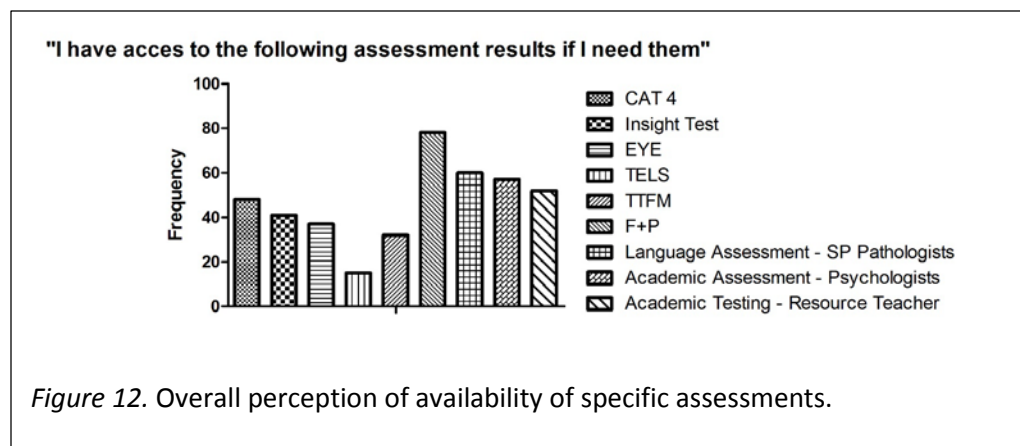 "I have acces to the following assessment results if I need them"
100
80
60
40
20
0
Frequency
CAT 4
Insight Test
EYE
TELS
TTFM
F+P
Language Assessment - SP Pathologists
Academic Assessment - Psychologists
Academic Testing - Resource Teacher
Figure 12. Overall perception of availability of specific assessments.